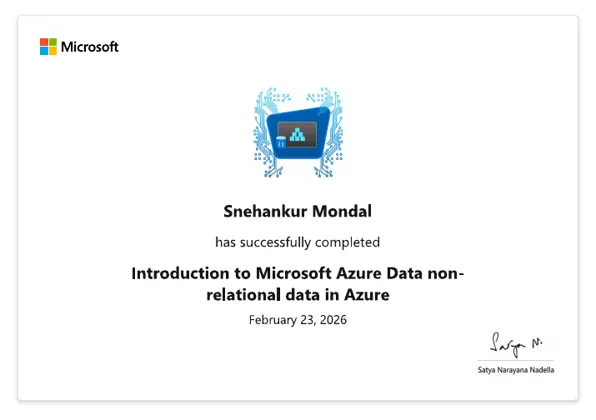 Microsoft
Snehankur Mondal
has successfully completed
Introduction to Microsoft Azure Data non-
relational data in Azure
February 23, 2026
Satya N.
Satya Narayana Nadella